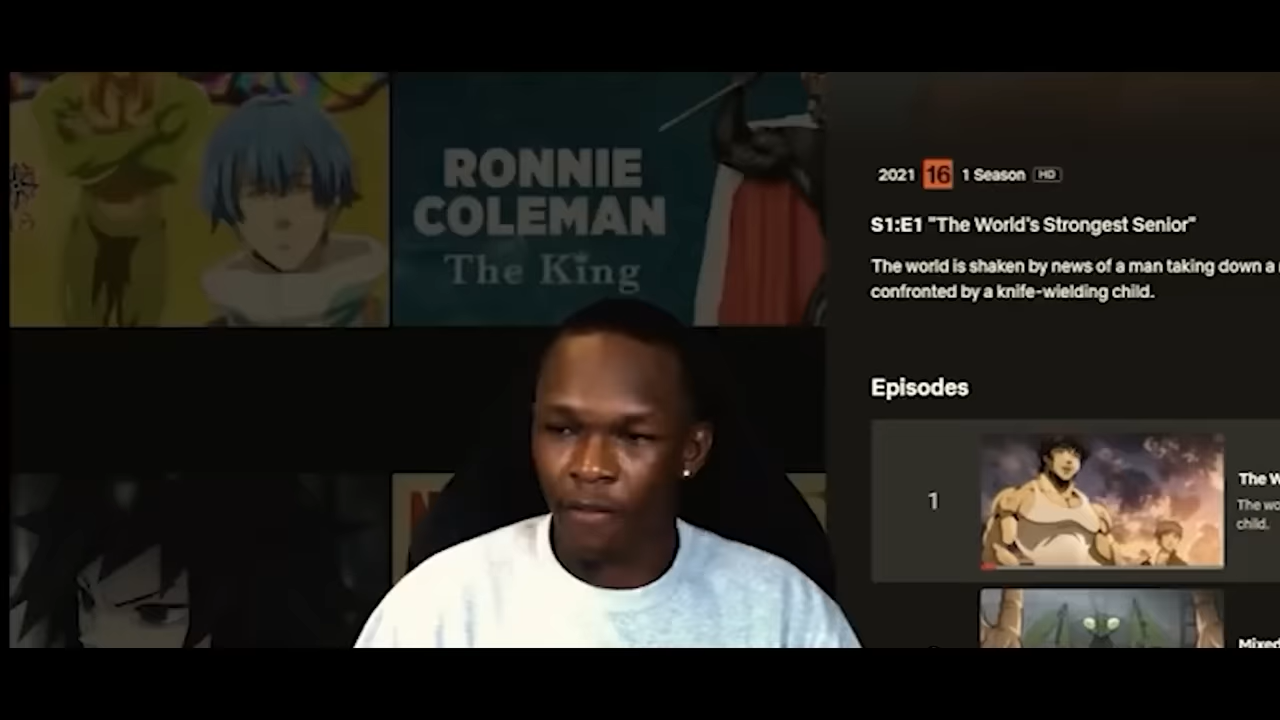 RONNIE
COLEMAN
The King
2021 16 1 Season HD
S1:E1 "The World's Strongest Senior"
The world is shaken by news of a man taking down a
confronted by a knife-wielding child.
Episodes
1
The W
The wo
child.
Mixed
N